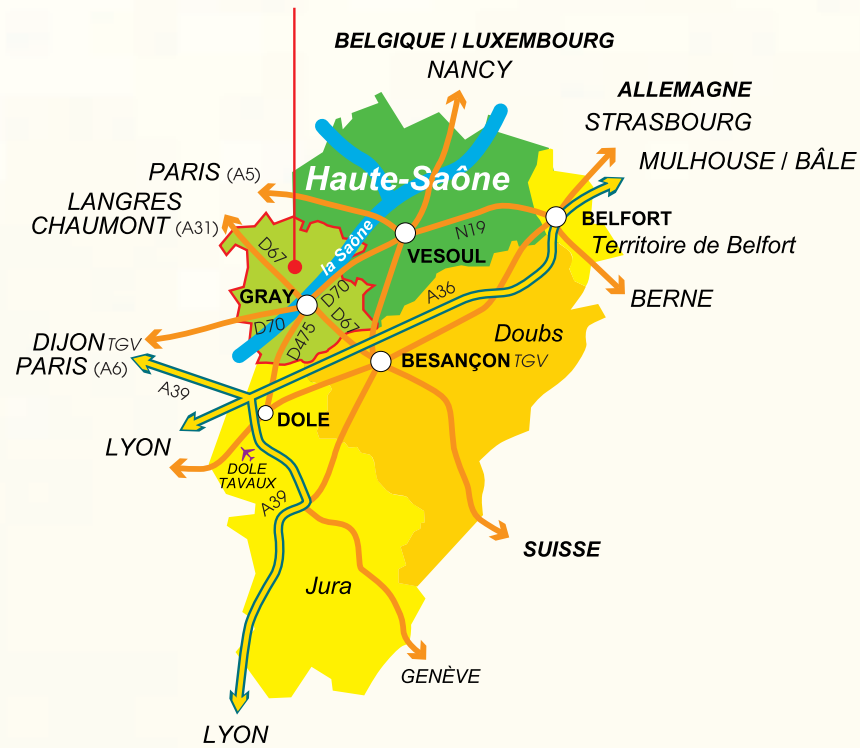 BELGIQUE / LUXEMBOURG
NANCY
ALLEMAGNE
STRASBOURG
MULHOUSE / BÂLE
PARIS (A5)
Haute-Saône
LANGRES
CHAUMONT (A31)
D67
la Saône
VESOUL
N19
BELFORT
Territoire de Belfort
GRAY
D70
A36
BERNE
D70
D475
D67
Doubs
DIJON TGV
PARIS (A6)
BESANÇON TGV
A39
DOLE
LYON
DOLE
TAVAUX
A39
SUISSE
Jura
GENÈVE
LYON